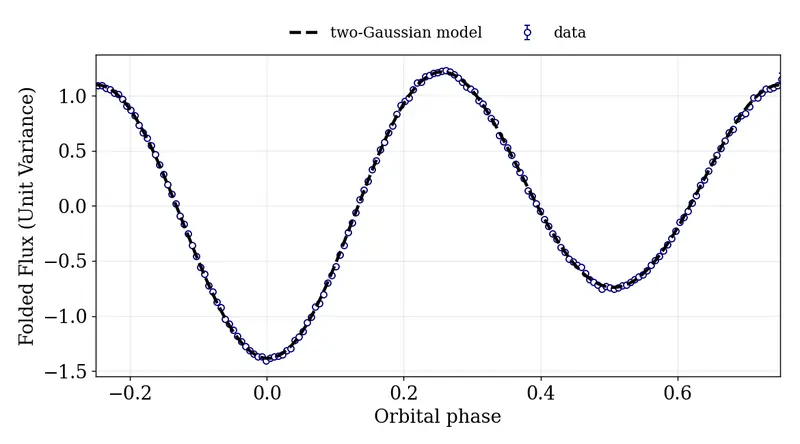 two-Gaussian model data
1.0
0.5
0.0
−0.5
−1.0
−1.5
Folded Flux (Unit Variance)
−0.2 0.0 0.2 0.4 0.6
Orbital phase